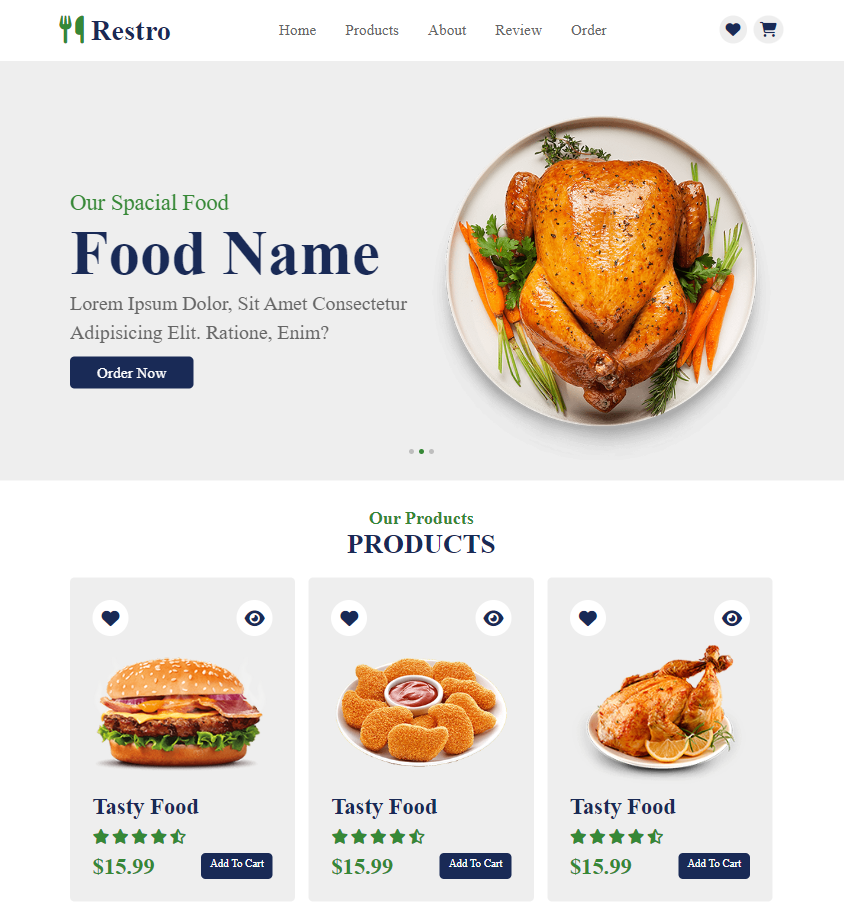 Restro
Home Products About Review Order
Our Spacial Food
Food Name
Lorem Ipsum Dolor, Sit Amet Consectetur
Adipisicing Elit. Ratione, Enim?
Order Now
Our Products
PRODUCTS
Tasty Food Tasty Food Tasty Food
$15.99 Add To Cart $15.99 Add To Cart $15.99 Add To Cart